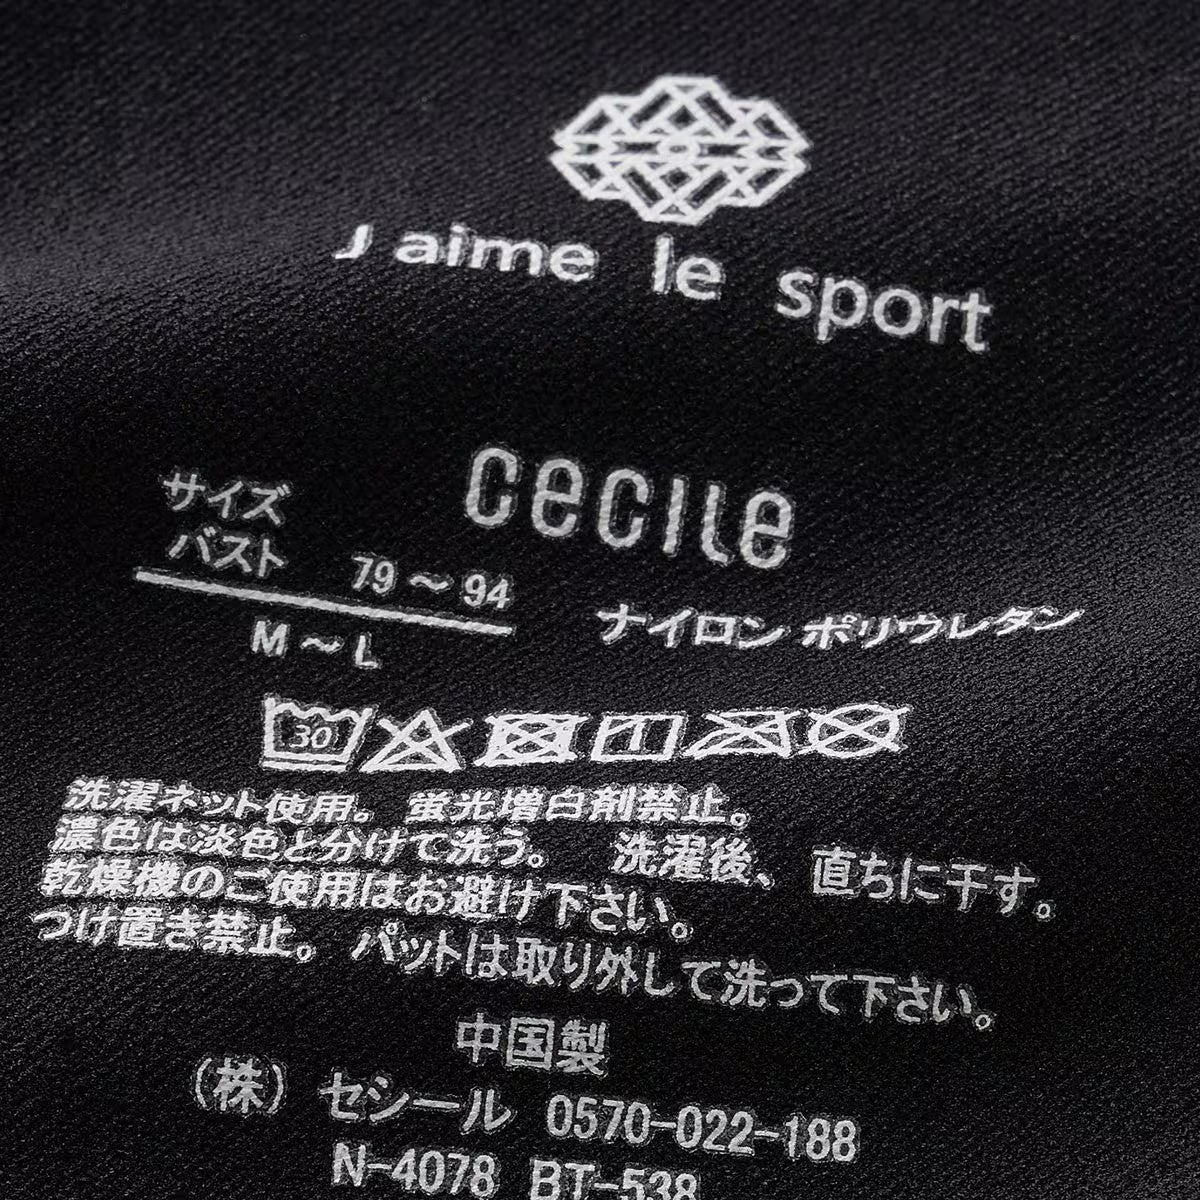 J'aime le sport
cecile
サイズ
バスト 79～94
M～L
ナイロン ポリウレタン
30
洗濯ネット使用。 蛍光増白剤禁止。
濃色は淡色と分けて洗う。 洗濯後、直ちに干す。
乾燥機のご使用はお避け下さい。
つけ置き禁止。 パットは取り外して洗って下さい。
中国製
(株) セシール 0570-022-188
N-4078 BT-538